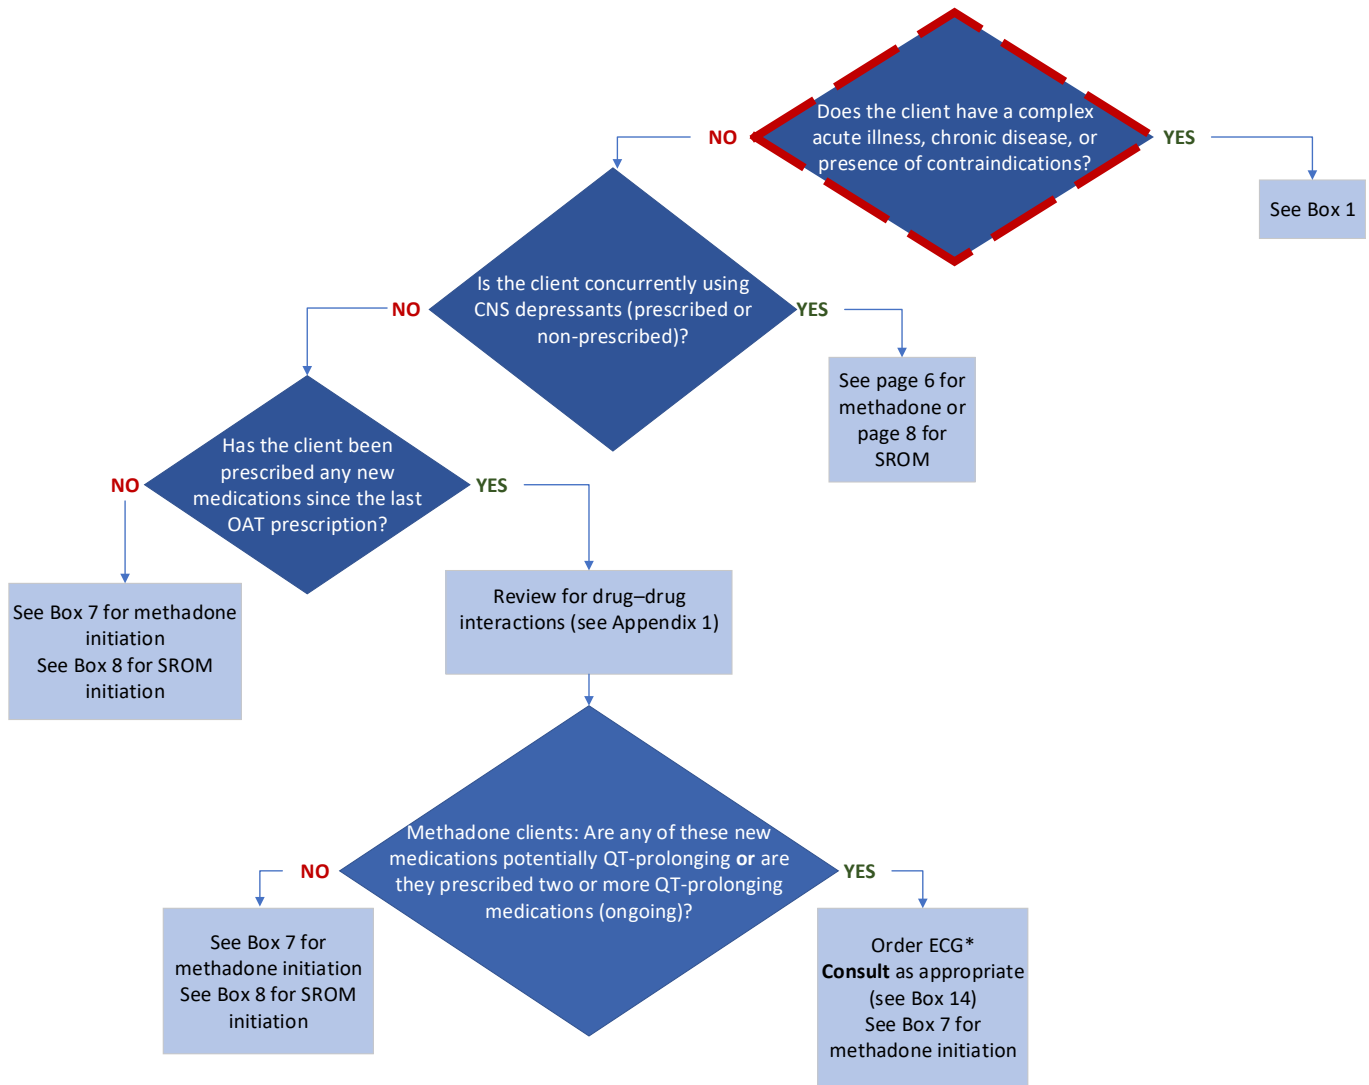 Does the client have a complex
acute illness, chronic disease, or
presence of contraindications?
NO
YES
See Box 1
Is the client concurrently using
CNS depressants (prescribed or
non-prescribed)?
NO
YES
See page 6 for
methadone or
page 8 for
SROM
Has the client been
prescribed any new
medications since the last
OAT prescription?
NO
YES
See Box 7 for methadone
initiation
See Box 8 for SROM
initiation
Review for drug–drug
interactions (see Appendix 1)
Methadone clients: Are any of these new
medications potentially QT-prolonging or are
they prescribed two or more QT-prolonging
medications (ongoing)?
NO
YES
See Box 7 for
methadone initiation
See Box 8 for SROM
initiation
Order ECG*
Consult as appropriate
(see Box 14)
See Box 7 for
methadone initiation